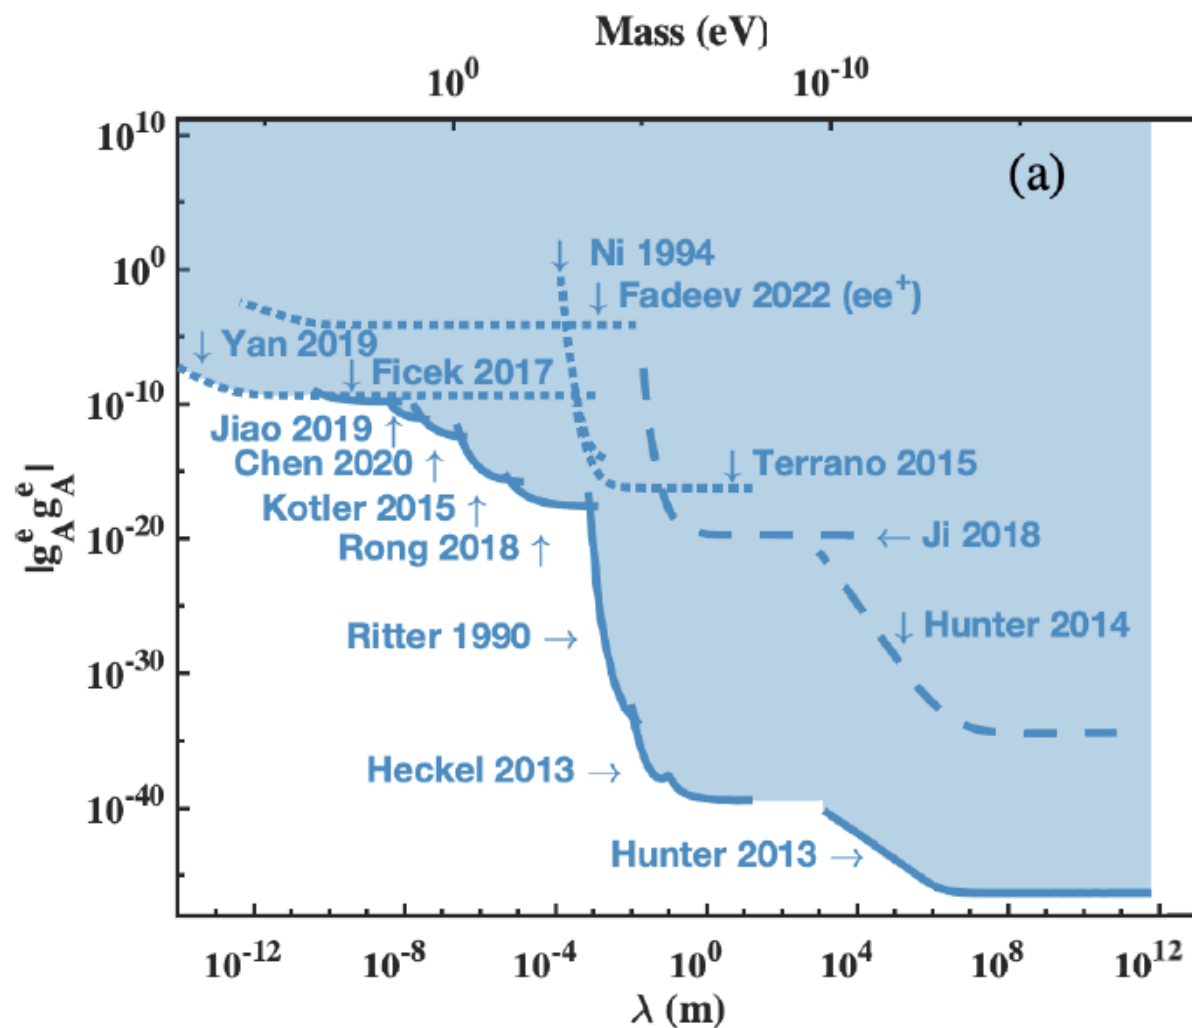 Mass (eV)
10^0 10^-10
(a)
10^10
10^0
10^-10
10^-20
10^-30
10^-40
|g_A^e g_A^e|
↓ Ni 1994
↓ Fadeev 2022 (ee^+)
↓ Yan 2019
↓ Ficek 2017
Jiao 2019 ↑
Chen 2020 ↑
↓ Terrano 2015
Kotler 2015 ↑
Rong 2018 ↑
← Ji 2018
Ritter 1990 →
↓ Hunter 2014
Heckel 2013 →
Hunter 2013 →
10^-12 10^-8 10^-4 10^0 10^4 10^8 10^12
λ (m)